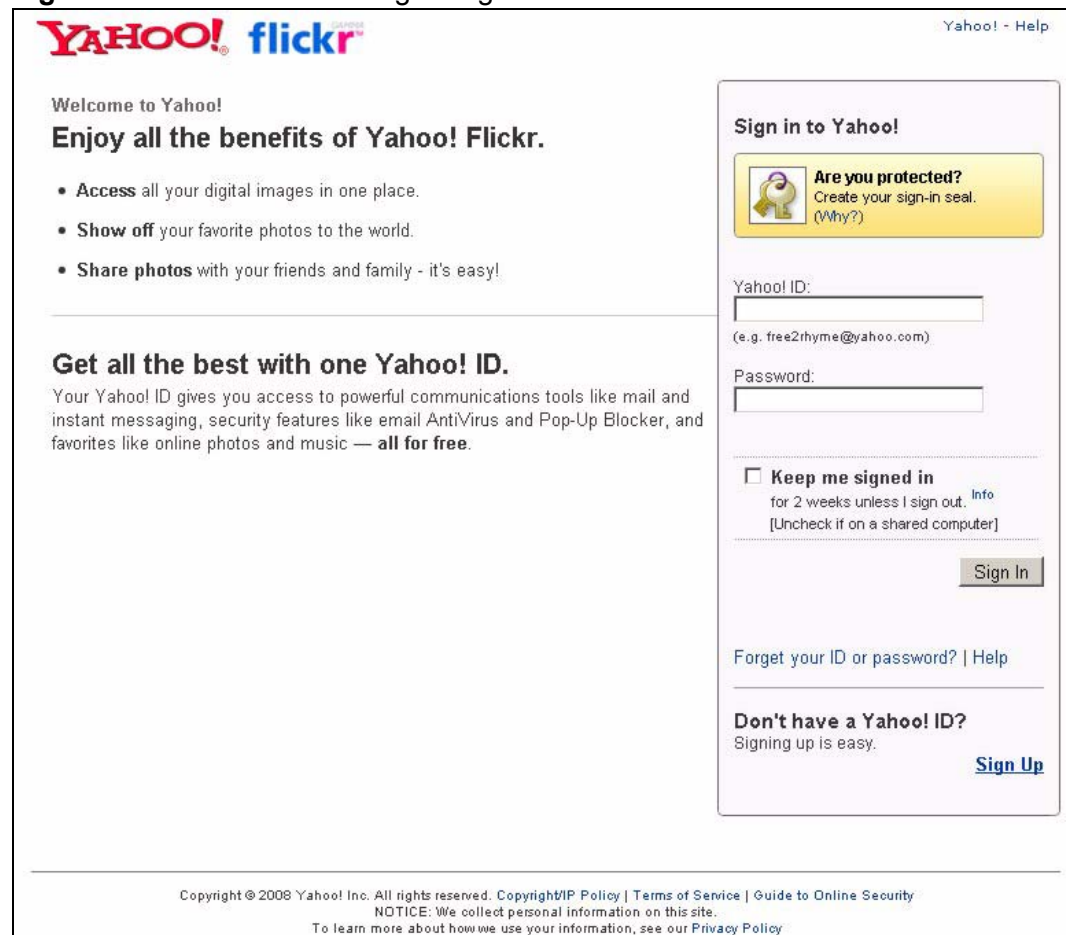 YAHOO! flickr GAMMA
Yahoo! - Help
Welcome to Yahoo!
Enjoy all the benefits of Yahoo! Flickr.
• Access all your digital images in one place.
• Show off your favorite photos to the world.
• Share photos with your friends and family - it's easy!
Get all the best with one Yahoo! ID.
Your Yahoo! ID gives you access to powerful communications tools like mail and
instant messaging, security features like email AntiVirus and Pop-Up Blocker, and
favorites like online photos and music — all for free.
Sign in to Yahoo!
Are you protected?
Create your sign-in seal.
(Why?)
Yahoo! ID:
(e.g. free2rhyme@yahoo.com)
Password:
Keep me signed in
for 2 weeks unless I sign out. Info
[Uncheck if on a shared computer]
Sign In
Forget your ID or password? | Help
Don't have a Yahoo! ID?
Signing up is easy.
Sign Up
Copyright © 2008 Yahoo! Inc. All rights reserved. Copyright/IP Policy | Terms of Service | Guide to Online Security
NOTICE: We collect personal information on this site.
To learn more about how we use your information, see our Privacy Policy